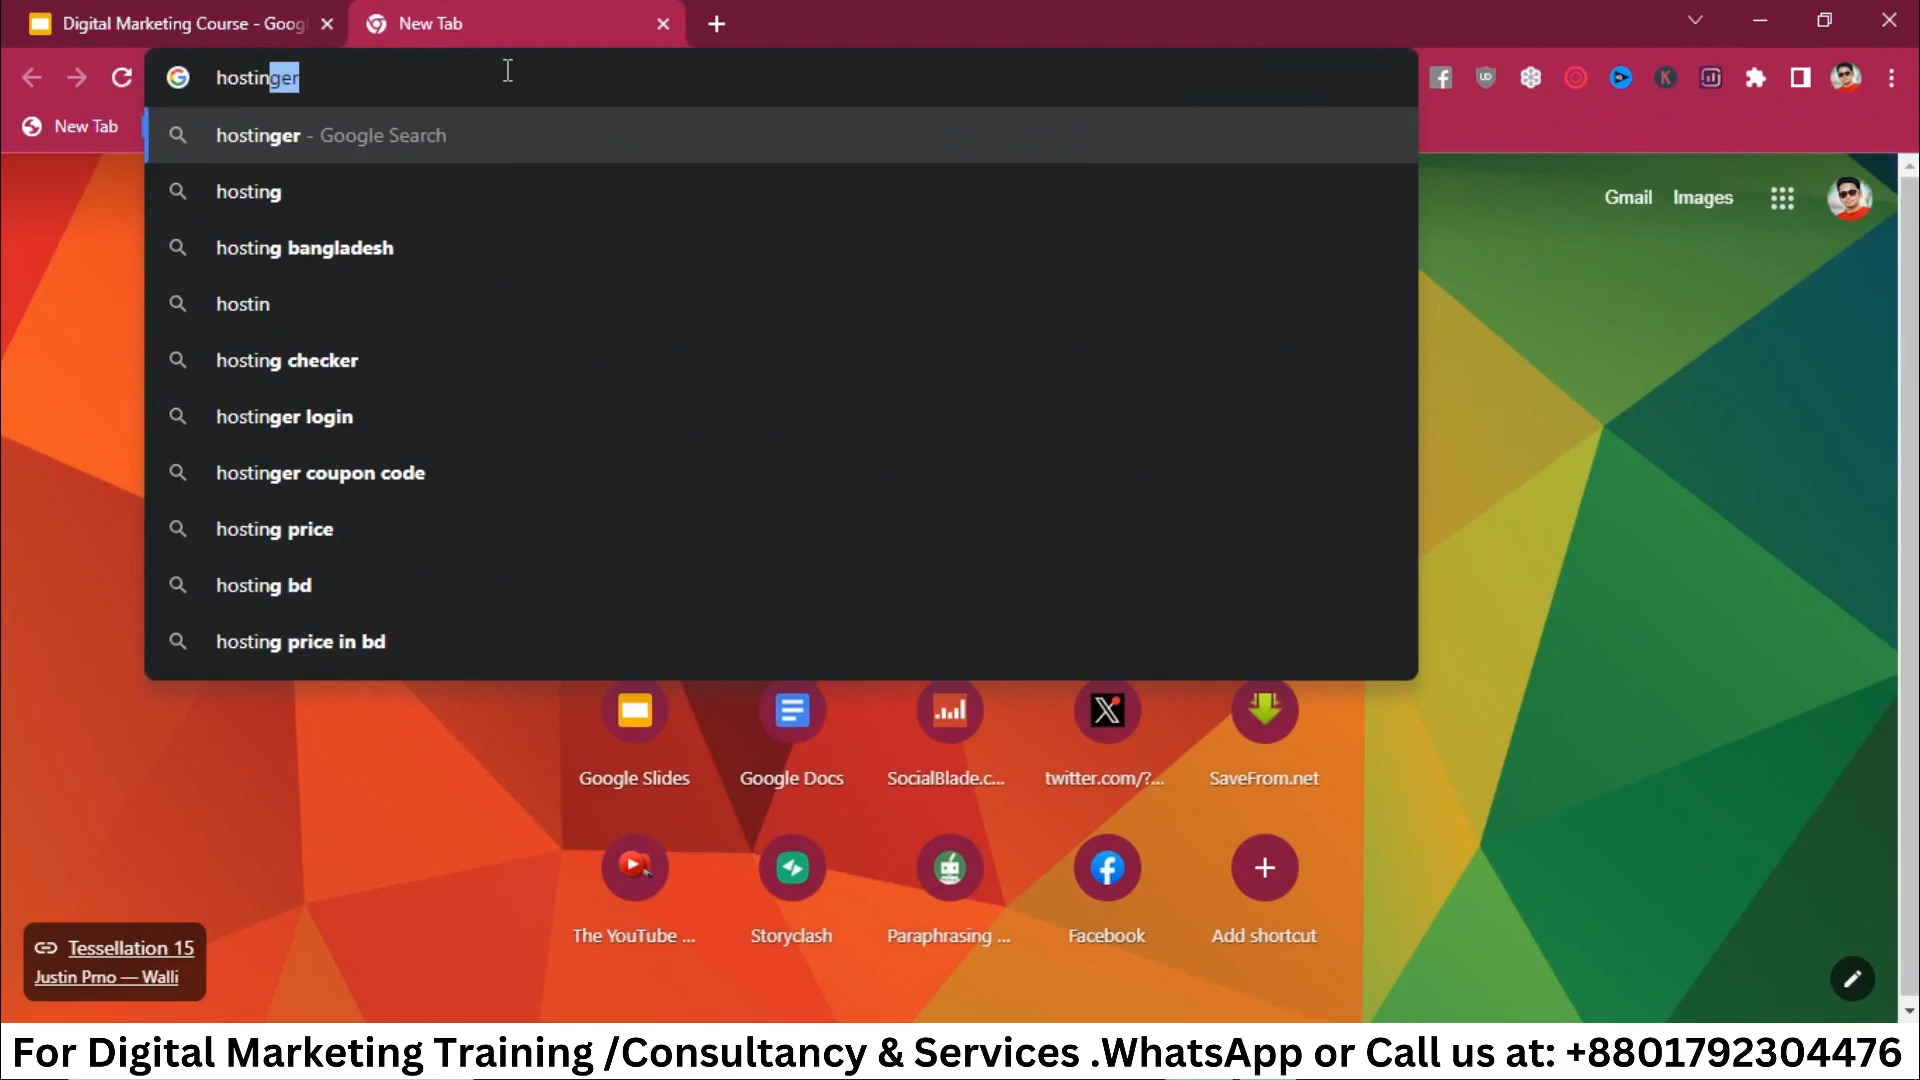 Digital Marketing Course - Goog
New Tab
hostinger
New Tab
hostinger - Google Search
hosting
hosting bangladesh
hostin
hosting checker
hostinger login
hostinger coupon code
hosting price
hosting bd
hosting price in bd
Gmail Images
Google Slides
Google Docs
SocialBlade.c...
twitter.com/?...
SaveFrom.net
The YouTube ...
Storyclash
Paraphrasing ...
Facebook
Add shortcut
Tessellation 15
Justin Prno — Walli
For Digital Marketing Training /Consultancy & Services .WhatsApp or Call us at: +8801792304476